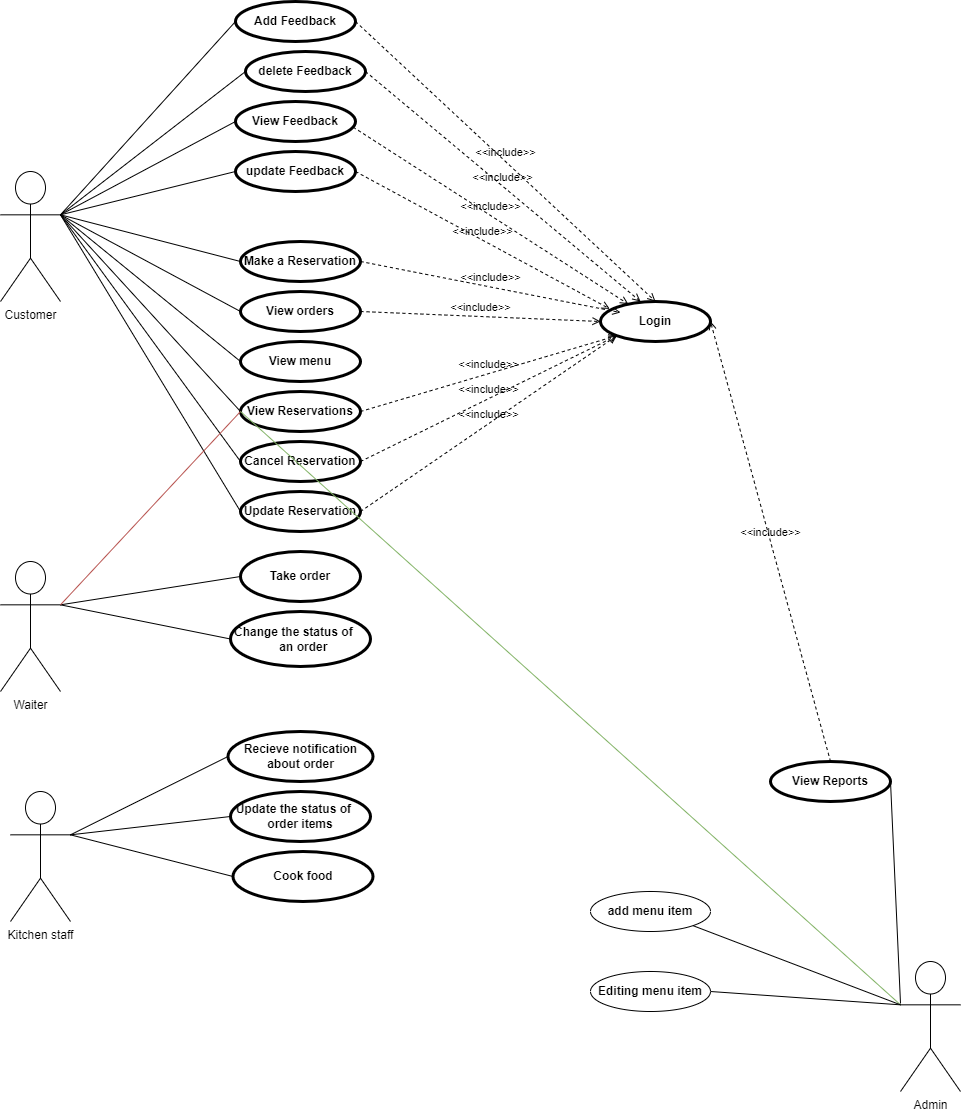 Add Feedback
delete Feedback
View Feedback
<<include>>
update Feedback
<<include>>
<<include>>
<<include>>
Make a Reservation
<<include>>
View orders
<<include>>
Customer
Login
View menu
<<include>>
<<include>>
View Reservations
<<include>>
Cancel Reservation
Update Reservation
<<include>>
Take order
Change the status of
an order
Waiter
Recieve notification
about order
View Reports
Update the status of
order items
Cook food
Kitchen staff
add menu item
Editing menu item
Admin